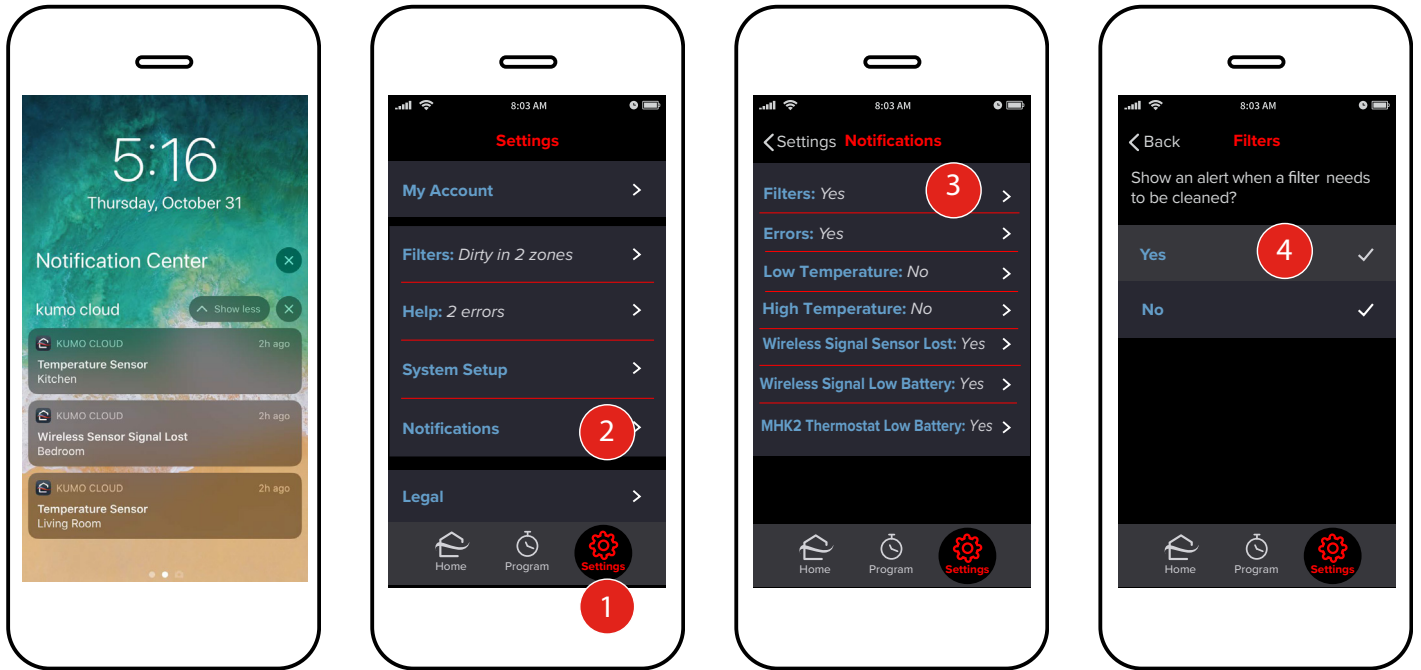 5:16
Thursday, October 31
Notification Center
kumo cloud
Show less
KUMO CLOUD 2h ago
Temperature Sensor
Kitchen
KUMO CLOUD 2h ago
Wireless Sensor Signal Lost
Bedroom
KUMO CLOUD 2h ago
Temperature Sensor
Living Room
8:03 AM
Settings
My Account
Filters: Dirty in 2 zones
Help: 2 errors
System Setup
Notifications 2
Legal
Home Program Settings
1
8:03 AM
Settings Notifications
3
Filters: Yes
Errors: Yes
Low Temperature: No
High Temperature: No
Wireless Signal Sensor Lost: Yes
Wireless Signal Low Battery: Yes
MHK2 Thermostat Low Battery: Yes
Home Program Settings
8:03 AM
Back Filters
Show an alert when a filter needs
to be cleaned?
Yes 4
No
Home Program Settings